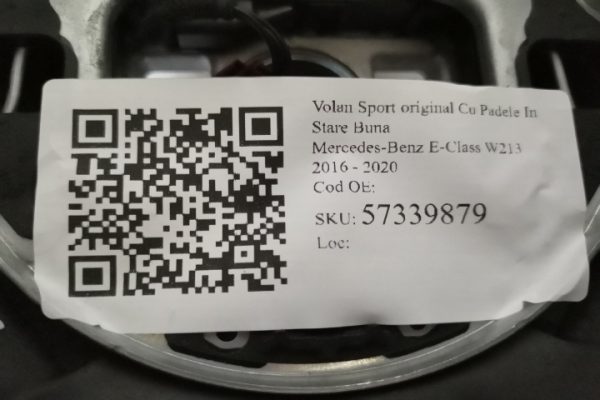 Volan Sport original Cu Padele In
Stare Buna
Mercedes-Benz E-Class W213
2016 - 2020
Cod OE:
SKU: 57339879
Loc: